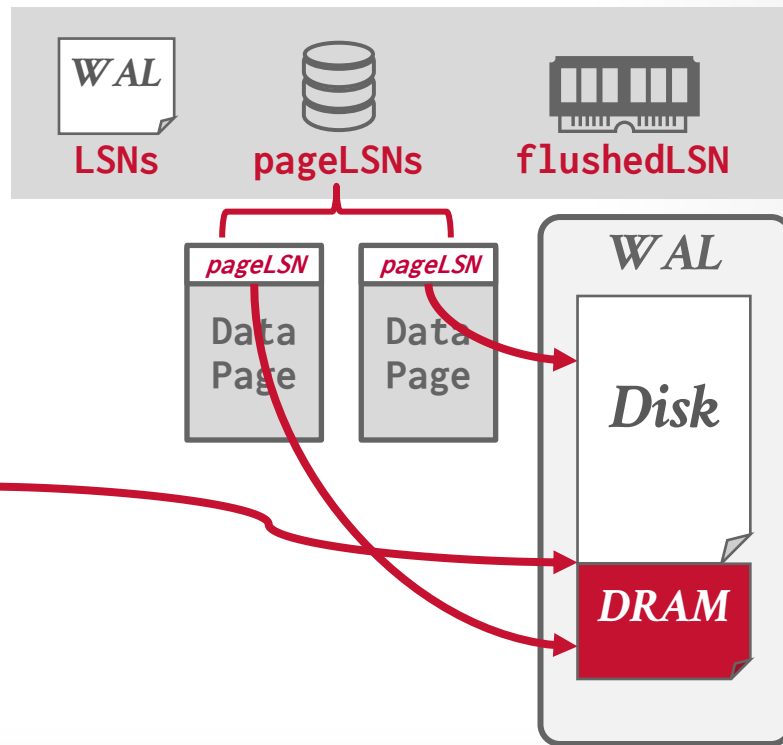 WAL
LSNs pageLSNs flushedLSN
pageLSN pageLSN
WAL
Data Data
Page Page
Disk
DRAM